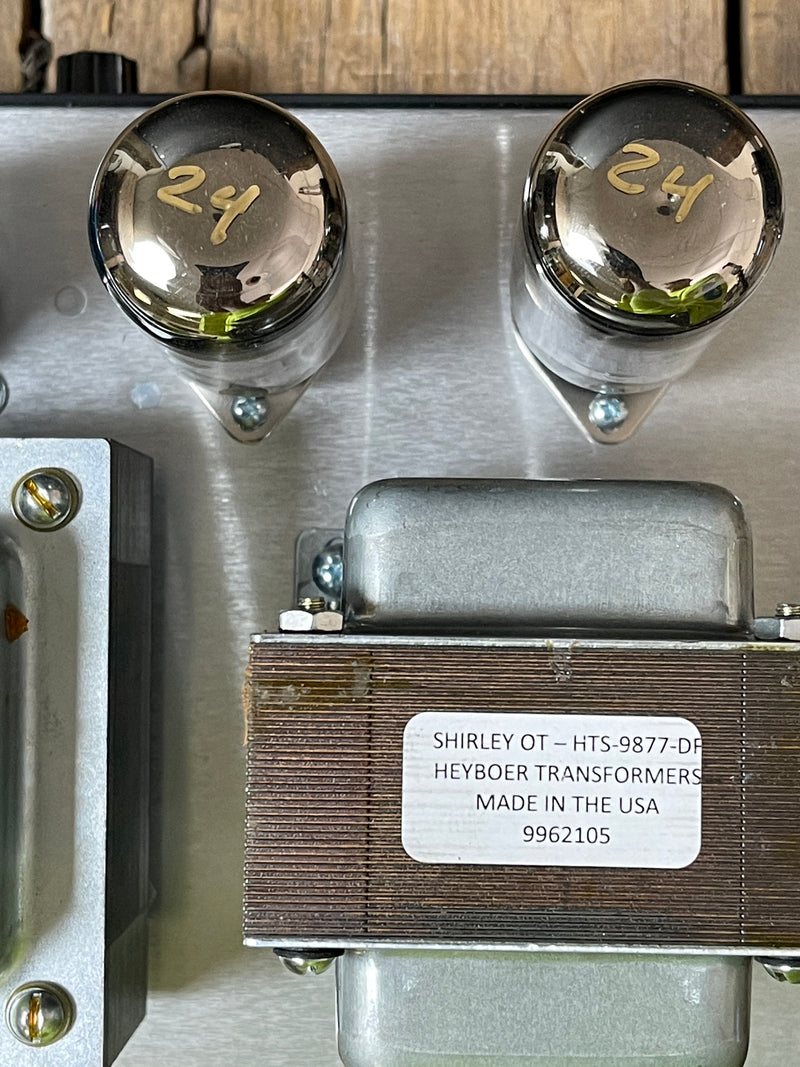 24
24
SHIRLEY OT – HTS-9877-DF
HEYBOER TRANSFORMERS
MADE IN THE USA
9962105